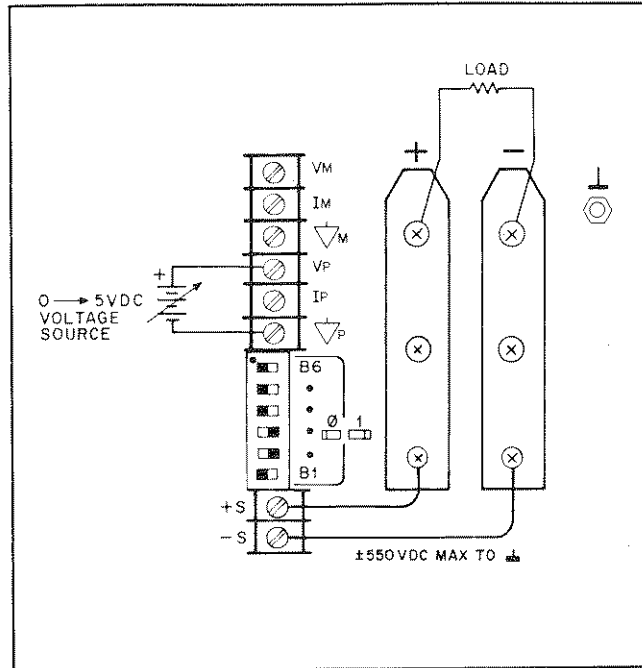 LOAD
+ −
VM
IM
M
VP
IP
P
+
0 → 5VDC
VOLTAGE
SOURCE
B6
Ø 1
B1
+S
−S
±550VDC MAX TO